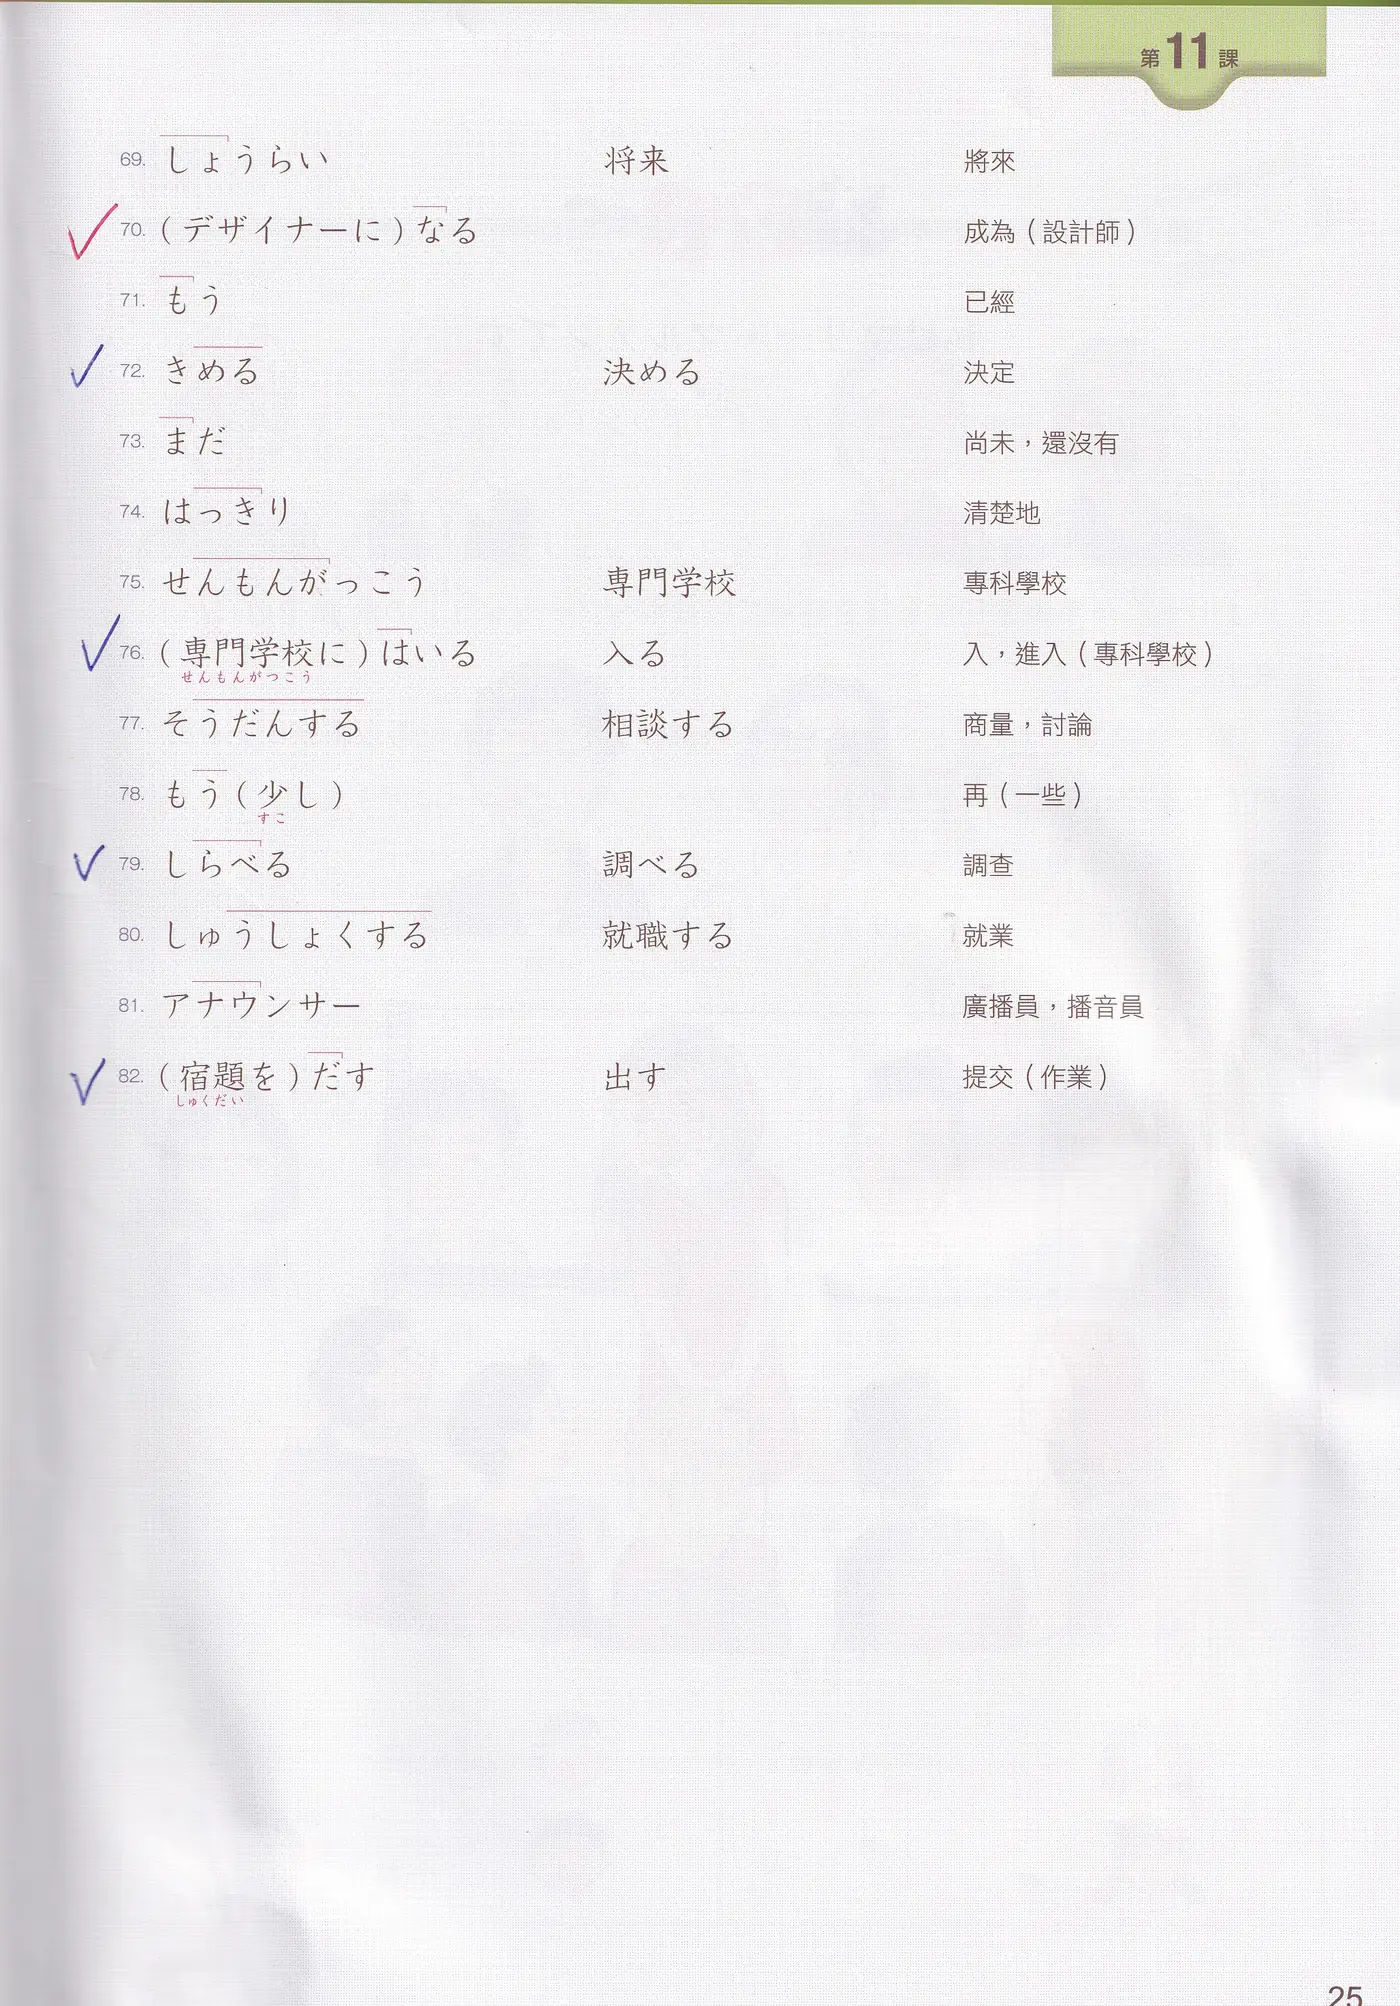 第11課
69. しょうらい 将来 將來
70. (デザイナーに)なる 成為(設計師)
71. もう 已經
72. きめる 決める 決定
73. まだ 尚未，還沒有
74. はっきり 清楚地
75. せんもんがっこう 専門学校 專科學校
76. (専門学校に)はいる 入る 入，進入(專科學校)
せんもんがっこう
77. そうだんする 相談する 商量，討論
78. もう(少し) 再(一些)
すこ
79. しらべる 調べる 調查
80. しゅうしょくする 就職する 就業
81. アナウンサー 廣播員，播音員
82. (宿題を)だす 出す 提交(作業)
しゅくだい
25